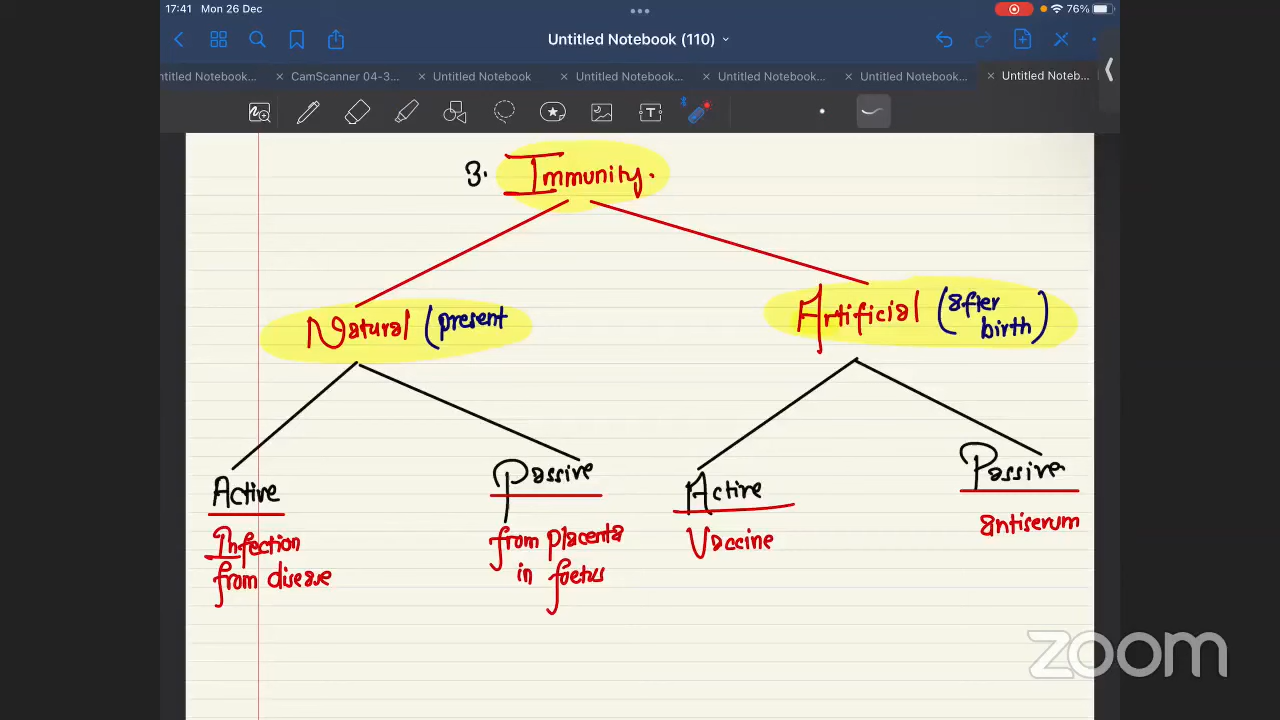 17:41 Mon 26 Dec
76%
Untitled Notebook (110)
ntitled Notebook...
CamScanner 04-3...
Untitled Notebook
Untitled Notebook...
Untitled Notebook...
Untitled Notebook...
Untitled Noteb...
3. Immunity.
Natural (present
Artificial (after
birth)
Active
Infection
from disease
Passive
from placenta
in foetus
Active
Vaccine
Passive
antiserum
zoom